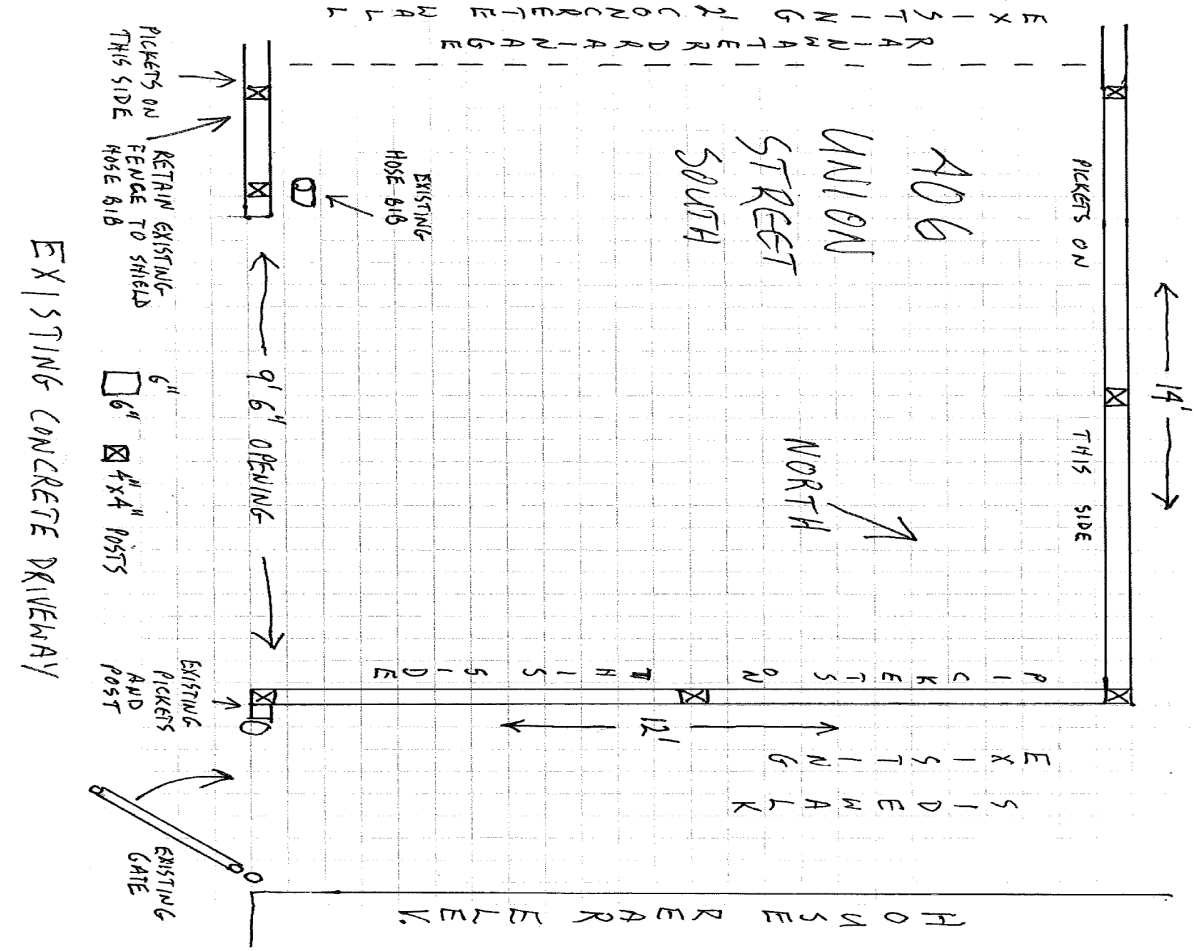 EXISTING 2' CONCRETE WALL
RAINWATER DRAINAGE
PICKETS ON
THIS SIDE
RETAIN EXISTING
FENCE TO SHIELD
HOSE BIB
EXISTING
HOSE BIB
406
UNION
STREET
SOUTH
PICKETS ON THIS SIDE
14'
NORTH
9'6" OPENING
6"
6"
4"x4" POSTS
EXISTING CONCRETE DRIVEWAY
PICKETS ON THIS SIDE
12'
EXISTING
PICKETS
AND
POST
EXISTING
SIDEWALK
EXISTING
GATE
HOUSE REAR ELEV.